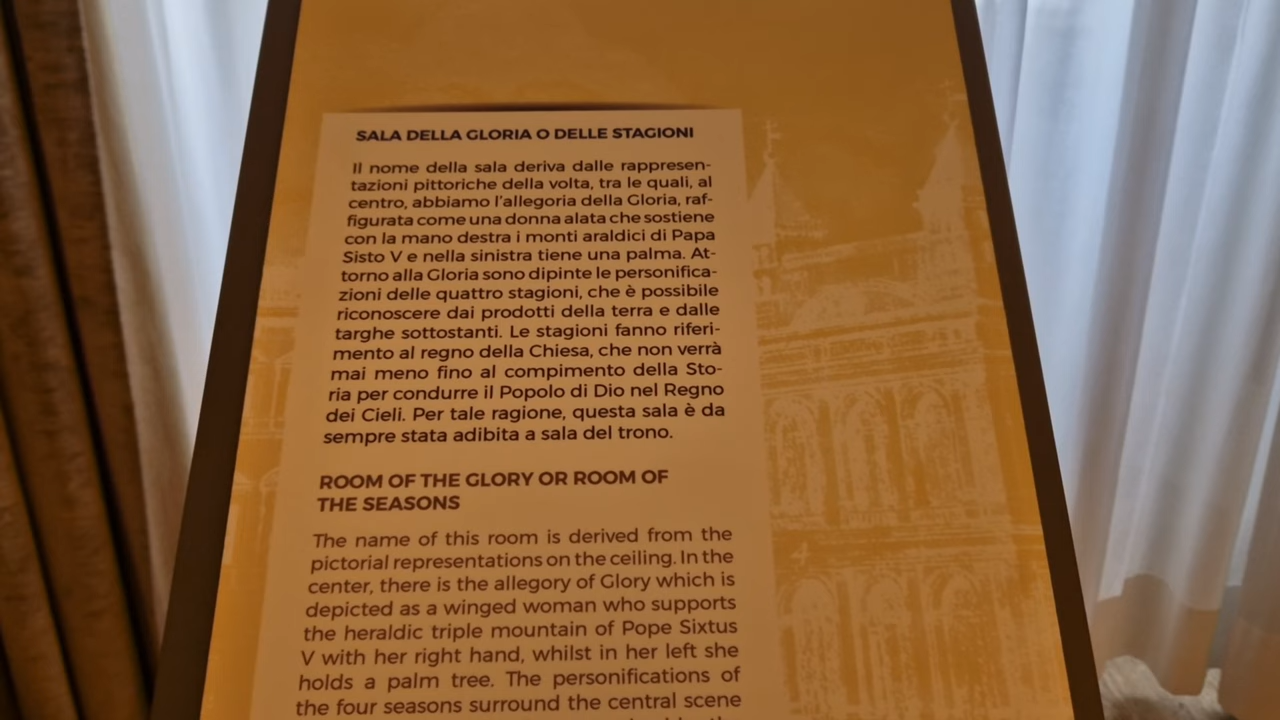 SALA DELLA GLORIA O DELLE STAGIONI
Il nome della sala deriva dalle rappresen-
tazioni pittoriche della volta, tra le quali, al
centro, abbiamo l'allegoria della Gloria, raf-
figurata come una donna alata che sostiene
con la mano destra i monti araldici di Papa
Sisto V e nella sinistra tiene una palma. At-
torno alla Gloria sono dipinte le personifica-
zioni delle quattro stagioni, che è possibile
riconoscere dai prodotti della terra e dalle
targhe sottostanti. Le stagioni fanno riferi-
mento al regno della Chiesa, che non verrà
mai meno fino al compimento della Sto-
ria per condurre il Popolo di Dio nel Regno
dei Cieli. Per tale ragione, questa sala è da
sempre stata adibita a sala del trono.
ROOM OF THE GLORY OR ROOM OF
THE SEASONS
The name of this room is derived from the
pictorial representations on the ceiling. In the
center, there is the allegory of Glory which is
depicted as a winged woman who supports
the heraldic triple mountain of Pope Sixtus
V with her right hand, whilst in her left she
holds a palm tree. The personifications of
the four seasons surround the central scene